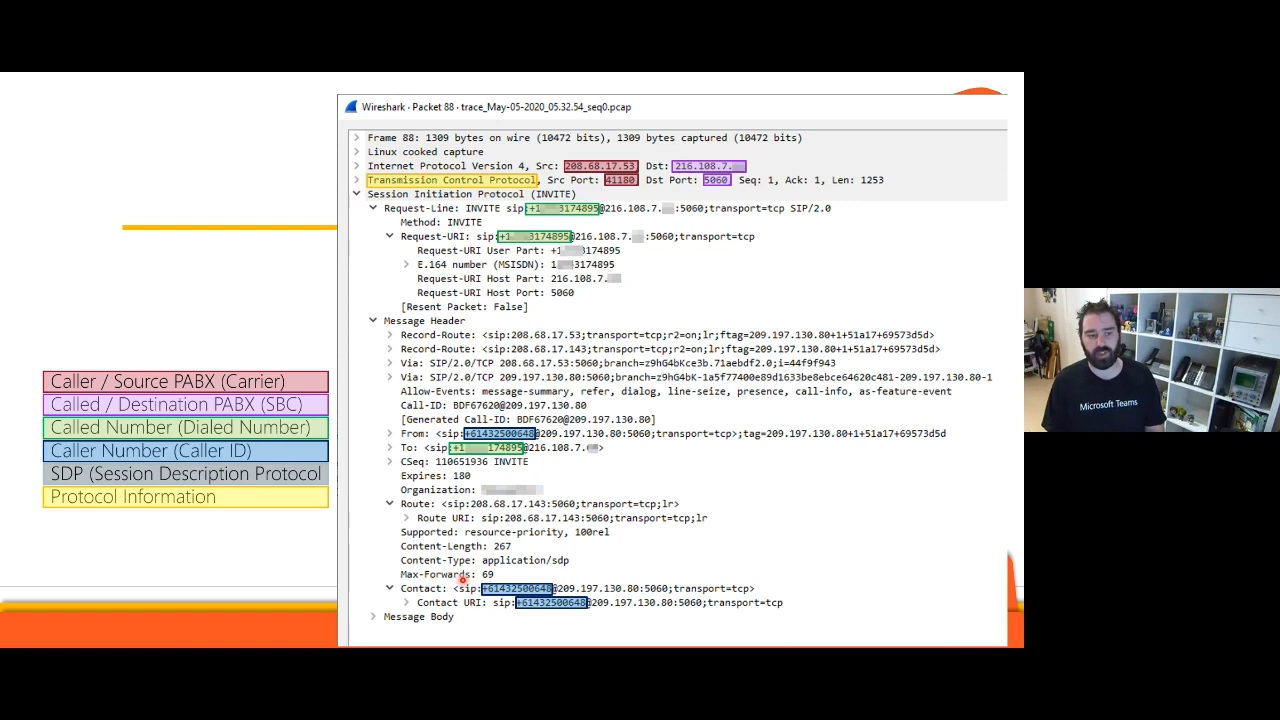 Wireshark · Packet 88 · trace_May-05-2020_05.32.54_seq0.pcap
Frame 88: 1309 bytes on wire (10472 bits), 1309 bytes captured (10472 bits)
Linux cooked capture
Internet Protocol Version 4, Src: 208.68.17.53, Dst: 216.108.7.
Transmission Control Protocol, Src Port: 41180, Dst Port: 5060, Seq: 1, Ack: 1, Len: 1253
Session Initiation Protocol (INVITE)
Request-Line: INVITE sip:+1 3174895@216.108.7. :5060;transport=tcp SIP/2.0
Method: INVITE
Request-URI: sip:+1 3174895@216.108.7. :5060;transport=tcp
Request-URI User Part: +1 3174895
E.164 number (MSISDN): 1 3174895
Request-URI Host Part: 216.108.7.
Request-URI Host Port: 5060
[Resent Packet: False]
Message Header
Record-Route: <sip:208.68.17.53;transport=tcp;r2=on;lr;ftag=209.197.130.80+1+51a17+69573d5d>
Record-Route: <sip:208.68.17.143;transport=tcp;r2=on;lr;ftag=209.197.130.80+1+51a17+69573d5d>
Via: SIP/2.0/TCP 208.68.17.53:5060;branch=z9hG4bKce3b.71aebdf2.0;i=44f9f943
Via: SIP/2.0/TCP 209.197.130.80:5060;branch=z9hG4bK-1a5f77400e89d1633be8ebce64620c481-209.197.130.80-1
Allow-Events: message-summary, refer, dialog, line-seize, presence, call-info, as-feature-event
Call-ID: BDF67620@209.197.130.80
[Generated Call-ID: BDF67620@209.197.130.80]
From: <sip:+61432500648@209.197.130.80:5060;transport=tcp>;tag=209.197.130.80+1+51a17+69573d5d
To: <sip:+1 174895@216.108.7. >
CSeq: 110651936 INVITE
Expires: 180
Organization:
Route: <sip:208.68.17.143:5060;transport=tcp;lr>
Route URI: sip:208.68.17.143:5060;transport=tcp;lr
Supported: resource-priority, 100rel
Content-Length: 267
Content-Type: application/sdp
Max-Forwards: 69
Contact: <sip:+61432500648@209.197.130.80:5060;transport=tcp>
Contact URI: sip:+61432500648@209.197.130.80:5060;transport=tcp
Message Body
Caller / Source PABX (Carrier)
Called / Destination PABX (SBC)
Called Number (Dialed Number)
Caller Number (Caller ID)
SDP (Session Description Protocol
Protocol Information
Microsoft Teams